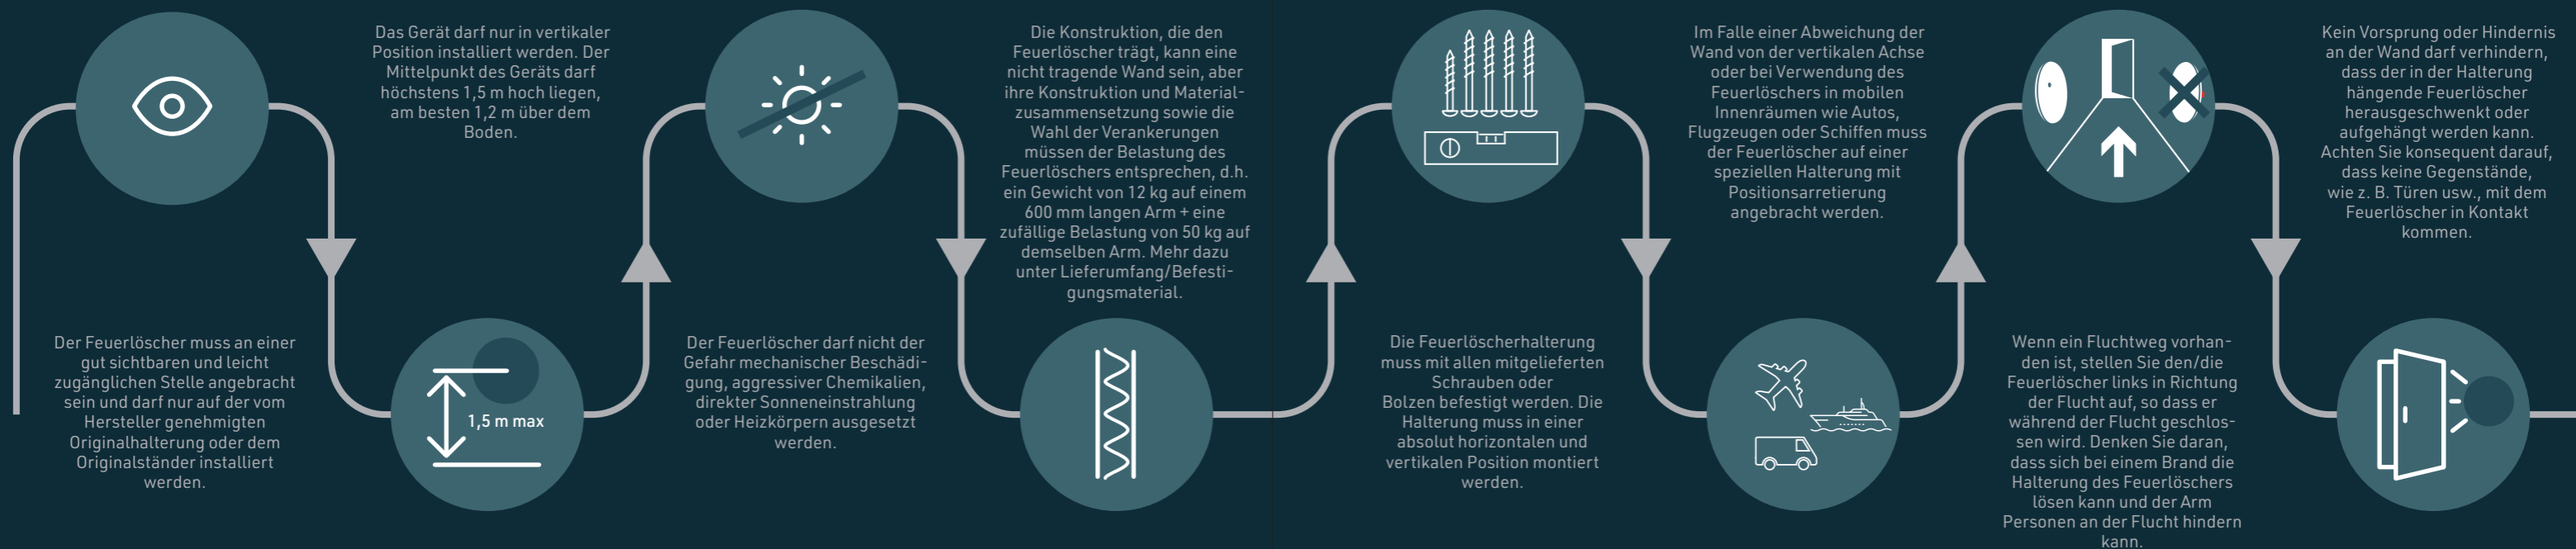 Der Feuerlöscher muss an einer
gut sichtbaren und leicht
zugänglichen Stelle angebracht
sein und darf nur auf der vom
Hersteller genehmigten
Originalhalterung oder dem
Originalständer installiert
werden.
Das Gerät darf nur in vertikaler
Position installiert werden. Der
Mittelpunkt des Geräts darf
höchstens 1,5 m hoch liegen,
am besten 1,2 m über dem
Boden.
1,5 m max
Der Feuerlöscher darf nicht der
Gefahr mechanischer Beschädi-
gung, aggressiver Chemikalien,
direkter Sonneneinstrahlung
oder Heizkörpern ausgesetzt
werden.
Die Konstruktion, die den
Feuerlöscher trägt, kann eine
nicht tragende Wand sein, aber
ihre Konstruktion und Material-
zusammensetzung sowie die
Wahl der Verankerungen
müssen der Belastung des
Feuerlöschers entsprechen, d.h.
ein Gewicht von 12 kg auf einem
600 mm langen Arm + eine
zufällige Belastung von 50 kg auf
demselben Arm. Mehr dazu
unter Lieferumfang/Befesti-
gungsmaterial.
Die Feuerlöscherhalterung
muss mit allen mitgelieferten
Schrauben oder
Bolzen befestigt werden. Die
Halterung muss in einer
absolut horizontalen und
vertikalen Position montiert
werden.
Im Falle einer Abweichung der
Wand von der vertikalen Achse
oder bei Verwendung des
Feuerlöschers in mobilen
Innenräumen wie Autos,
Flugzeugen oder Schiffen muss
der Feuerlöscher auf einer
speziellen Halterung mit
Positionsarretierung
angebracht werden.
Wenn ein Fluchtweg vorhan-
den ist, stellen Sie den/die
Feuerlöscher links in Richtung
der Flucht auf, so dass er
während der Flucht geschlos-
sen wird. Denken Sie daran,
dass sich bei einem Brand die
Halterung des Feuerlöschers
lösen kann und der Arm
Personen an der Flucht hindern
kann.
Kein Vorsprung oder Hindernis
an der Wand darf verhindern,
dass der in der Halterung
hängende Feuerlöscher
herausgeschwenkt oder
aufgehängt werden kann.
Achten Sie konsequent darauf,
dass keine Gegenstände,
wie z. B. Türen usw., mit dem
Feuerlöscher in Kontakt
kommen.